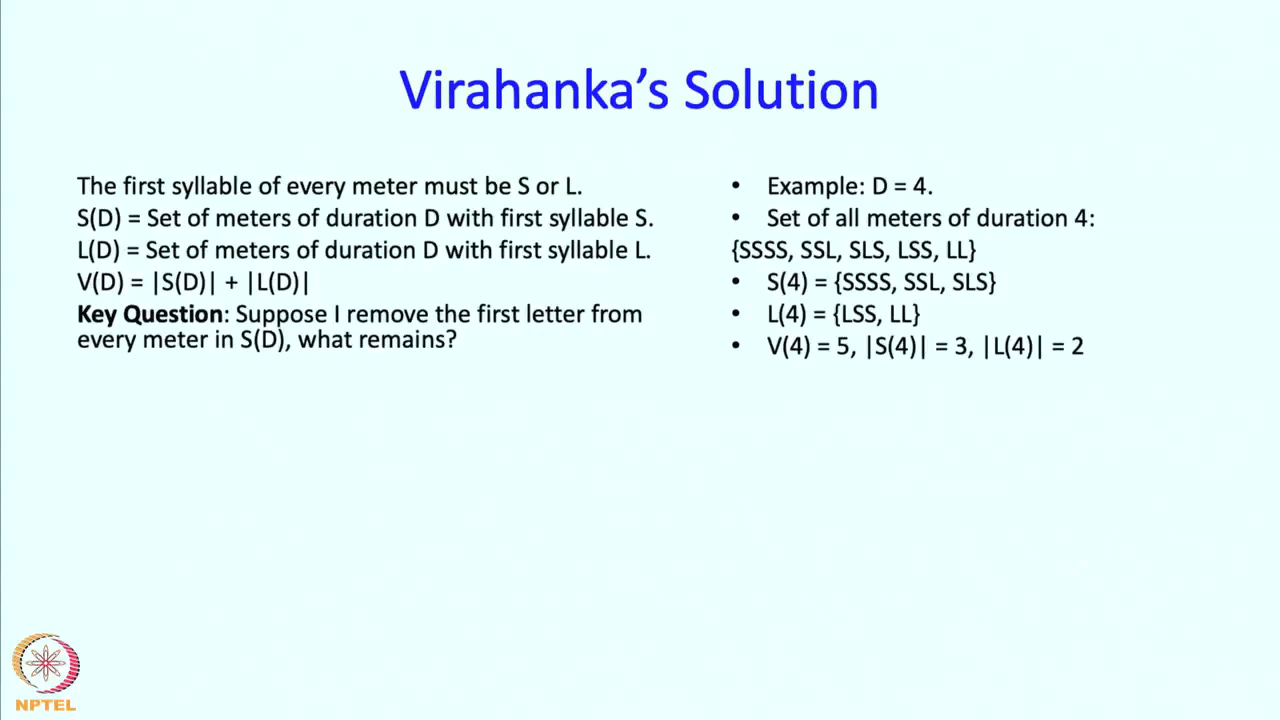 Virahanka's Solution
The first syllable of every meter must be S or L.
S(D) = Set of meters of duration D with first syllable S.
L(D) = Set of meters of duration D with first syllable L.
V(D) = |S(D)| + |L(D)|
Key Question: Suppose I remove the first letter from
every meter in S(D), what remains?
• Example: D = 4.
• Set of all meters of duration 4:
{SSSS, SSL, SLS, LSS, LL}
• S(4) = {SSSS, SSL, SLS}
• L(4) = {LSS, LL}
• V(4) = 5, |S(4)| = 3, |L(4)| = 2
NPTEL